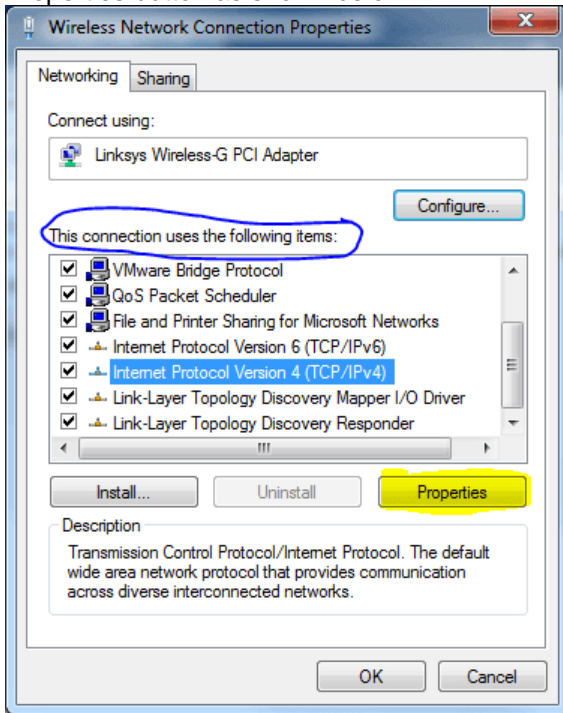 Wireless Network Connection Properties
Networking
Sharing
Connect using:
Linksys Wireless-G PCI Adapter
Configure...
This connection uses the following items:
VMware Bridge Protocol
QoS Packet Scheduler
File and Printer Sharing for Microsoft Networks
Internet Protocol Version 6 (TCP/IPv6)
Internet Protocol Version 4 (TCP/IPv4)
Link-Layer Topology Discovery Mapper I/O Driver
Link-Layer Topology Discovery Responder
Install...
Uninstall
Properties
Description
Transmission Control Protocol/Internet Protocol. The default
wide area network protocol that provides communication
across diverse interconnected networks.
OK
Cancel